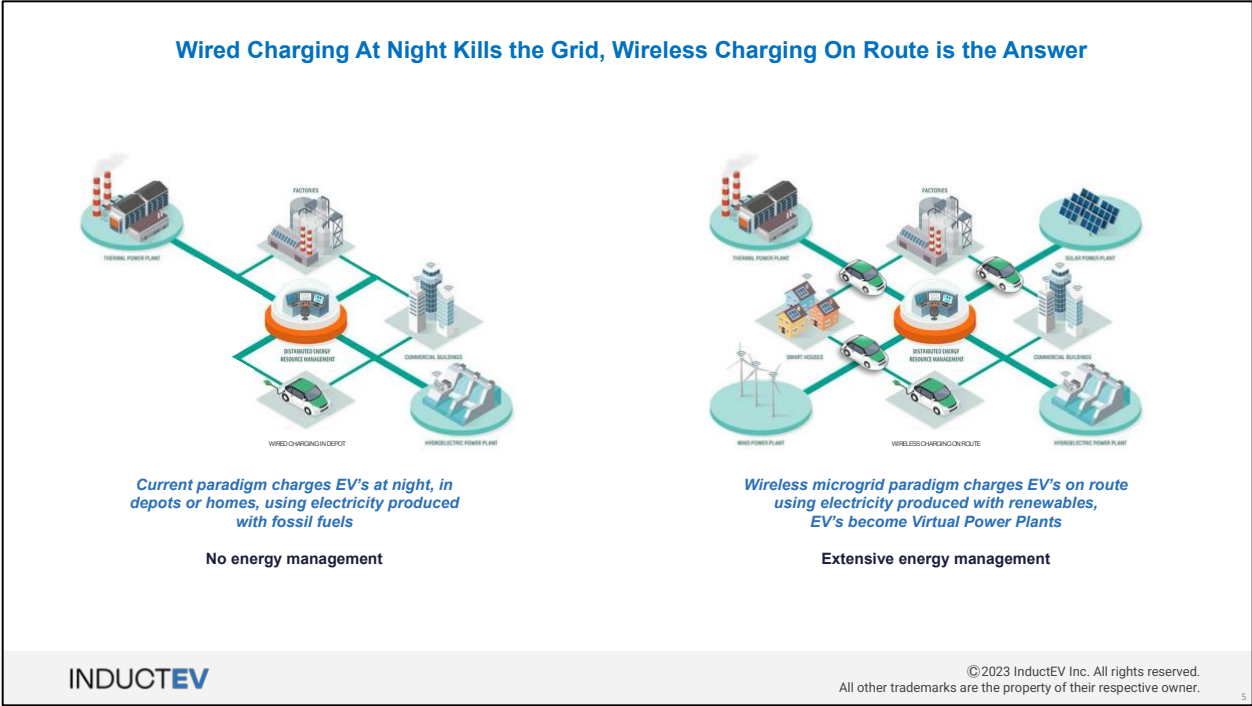 Wired Charging At Night Kills the Grid, Wireless Charging On Route is the Answer
FACTORIES
THERMAL POWER PLANT
DISTRIBUTED ENERGY
RESOURCE MANAGEMENT
COMMERCIAL BUILDINGS
WIRED CHARGING IN DEPOT
HYDROELECTRIC POWER PLANT
Current paradigm charges EV's at night, in
depots or homes, using electricity produced
with fossil fuels
No energy management
FACTORIES
THERMAL POWER PLANT
SOLAR POWER PLANT
SMART HOUSES
DISTRIBUTED ENERGY
RESOURCE MANAGEMENT
COMMERCIAL BUILDINGS
WIND POWER PLANT
WIRELESS CHARGING ON ROUTE
HYDROELECTRIC POWER PLANT
Wireless microgrid paradigm charges EV's on route
using electricity produced with renewables,
EV's become Virtual Power Plants
Extensive energy management
INDUCTEV
©2023 InductEV Inc. All rights reserved.
All other trademarks are the property of their respective owner.
5